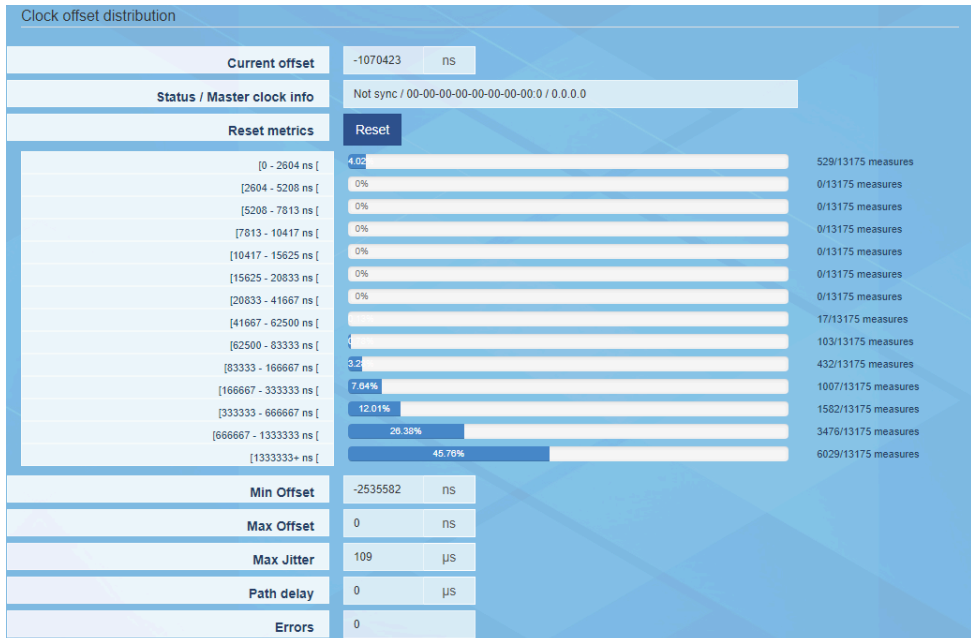 Clock offset distribution
Current offset -1070423 ns
Status / Master clock info Not sync / 00-00-00-00-00-00-00-00:0 / 0.0.0.0
Reset metrics Reset
[0 - 2604 ns [ 4.02 529/13175 measures
[2604 - 5208 ns [ 0% 0/13175 measures
[5208 - 7813 ns [ 0% 0/13175 measures
[7813 - 10417 ns [ 0% 0/13175 measures
[10417 - 15625 ns [ 0% 0/13175 measures
[15625 - 20833 ns [ 0% 0/13175 measures
[20833 - 41667 ns [ 0% 0/13175 measures
[41667 - 62500 ns [ 17/13175 measures
[62500 - 83333 ns [ 103/13175 measures
[83333 - 166667 ns [ 432/13175 measures
[166667 - 333333 ns [ 7.64% 1007/13175 measures
[333333 - 666667 ns [ 12.01% 1582/13175 measures
[666667 - 1333333 ns [ 26.38% 3476/13175 measures
[1333333+ ns [ 45.76% 6029/13175 measures
Min Offset -2535582 ns
Max Offset 0 ns
Max Jitter 109 µs
Path delay 0 µs
Errors 0